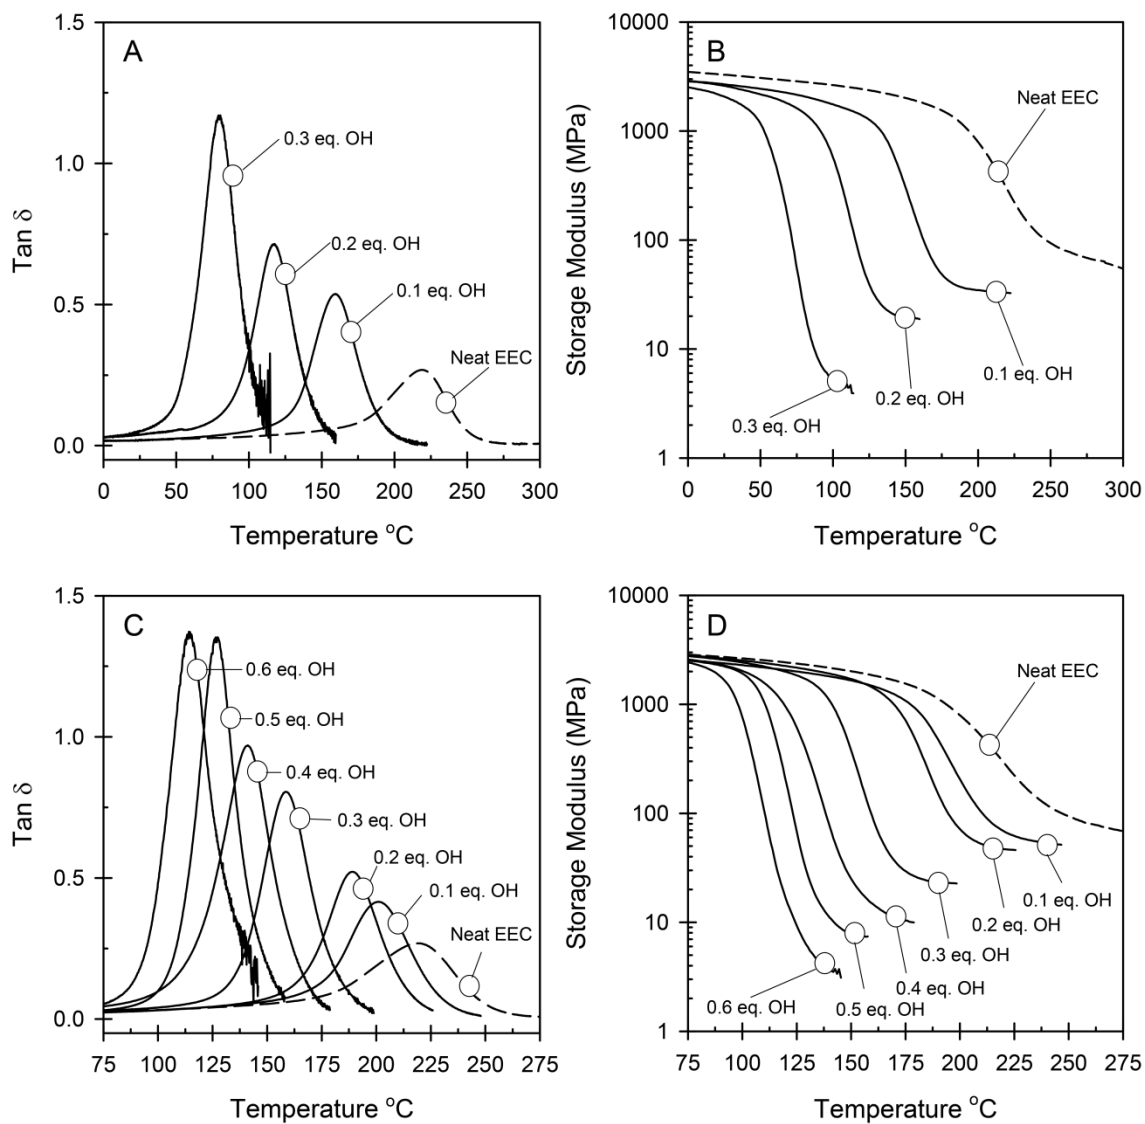 A
1.5
1.0
0.5
0.0
Tan δ
0.3 eq. OH
0.2 eq. OH
0.1 eq. OH
Neat EEC
0 50 100 150 200 250 300
Temperature °C
B
10000
1000
100
10
1
Storage Modulus (MPa)
Neat EEC
0.1 eq. OH
0.2 eq. OH
0.3 eq. OH
0 50 100 150 200 250 300
Temperature °C
C
1.5
1.0
0.5
0.0
Tan δ
0.6 eq. OH
0.5 eq. OH
0.4 eq. OH
0.3 eq. OH
0.2 eq. OH
0.1 eq. OH
Neat EEC
75 100 125 150 175 200 225 250 275
Temperature °C
D
10000
1000
100
10
1
Storage Modulus (MPa)
Neat EEC
0.1 eq. OH
0.2 eq. OH
0.3 eq. OH
0.4 eq. OH
0.5 eq. OH
0.6 eq. OH
75 100 125 150 175 200 225 250 275
Temperature °C